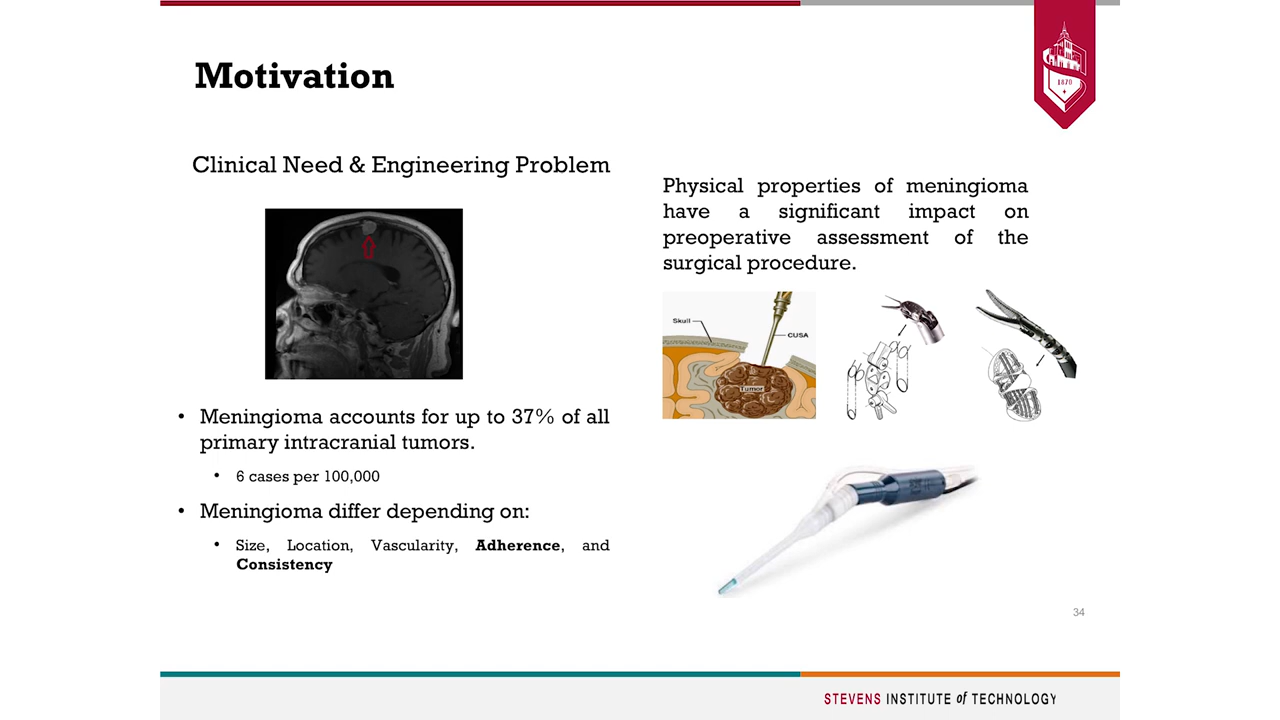 Motivation
1870
Clinical Need & Engineering Problem
• Meningioma accounts for up to 37% of all
primary intracranial tumors.
• 6 cases per 100,000
• Meningioma differ depending on:
• Size, Location, Vascularity, Adherence, and
Consistency
Physical properties of meningioma
have a significant impact on
preoperative assessment of the
surgical procedure.
Skull
CUSA
Tumor
34
STEVENS INSTITUTE of TECHNOLOGY